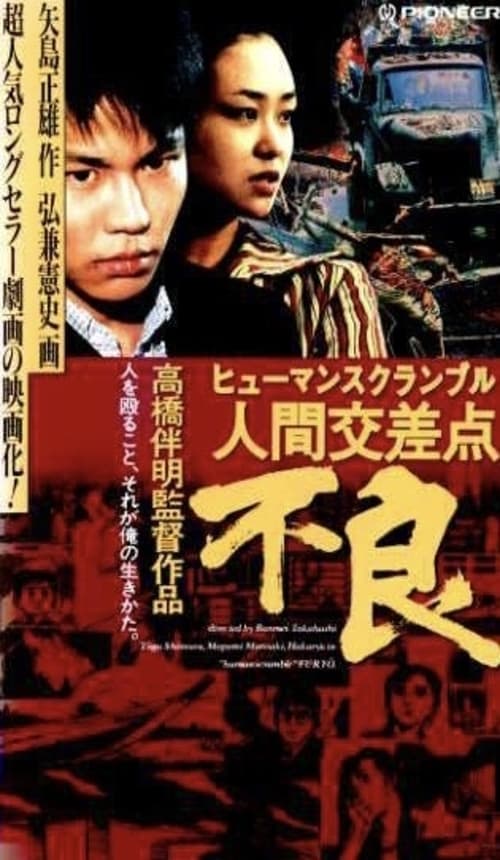 PIONEER
矢島正雄 作 弘兼憲史 画
超人気ロングセラー劇画の映画化！
ヒューマンスクランブル
人間交差点
不良
高橋伴明監督作品
人を殴ること、それが俺の生きかた。
directed by Banmei Takahashi